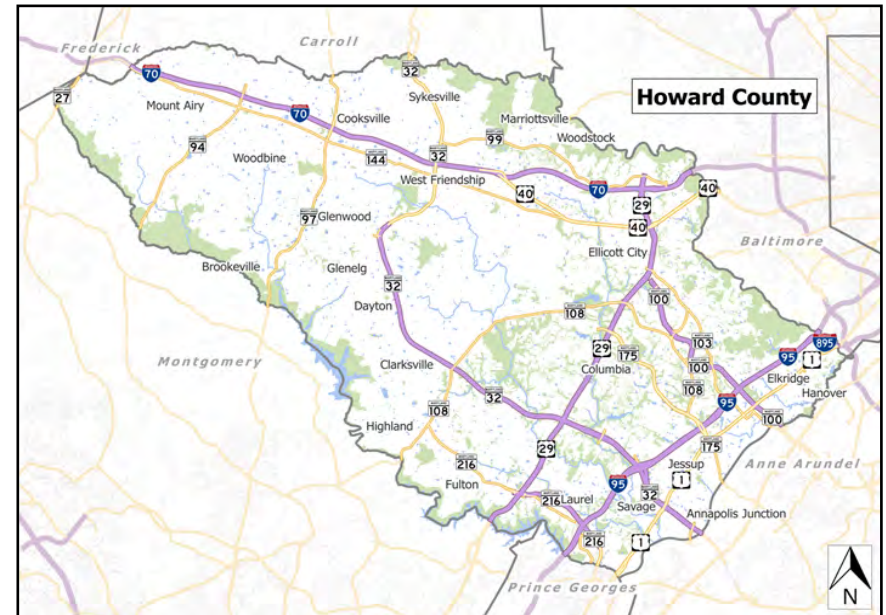 Frederick
Carroll
70
32
27
Mount Airy
70
Sykesville
Howard County
Cooksville
Marriottsville
94
Woodstock
99
Woodbine
144
32
West Friendship
40
70
40
29
97
Glenwood
40
Baltimore
Ellicott City
Brookeville
Glenelg
32
100
Dayton
108
103
895
29
175
95
1
Montgomery
Clarksville
Columbia
100
Elkridge
108
Hanover
32
95
108
100
Highland
29
175
216
Jessup
Anne Arundel
Fulton
95
1
32
216
Laurel
Savage
Annapolis Junction
216
1
Prince Georges
N